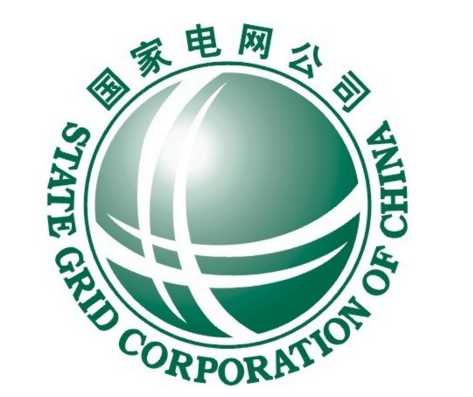 国家电网公司
STATE GRID CORPORATION OF CHINA